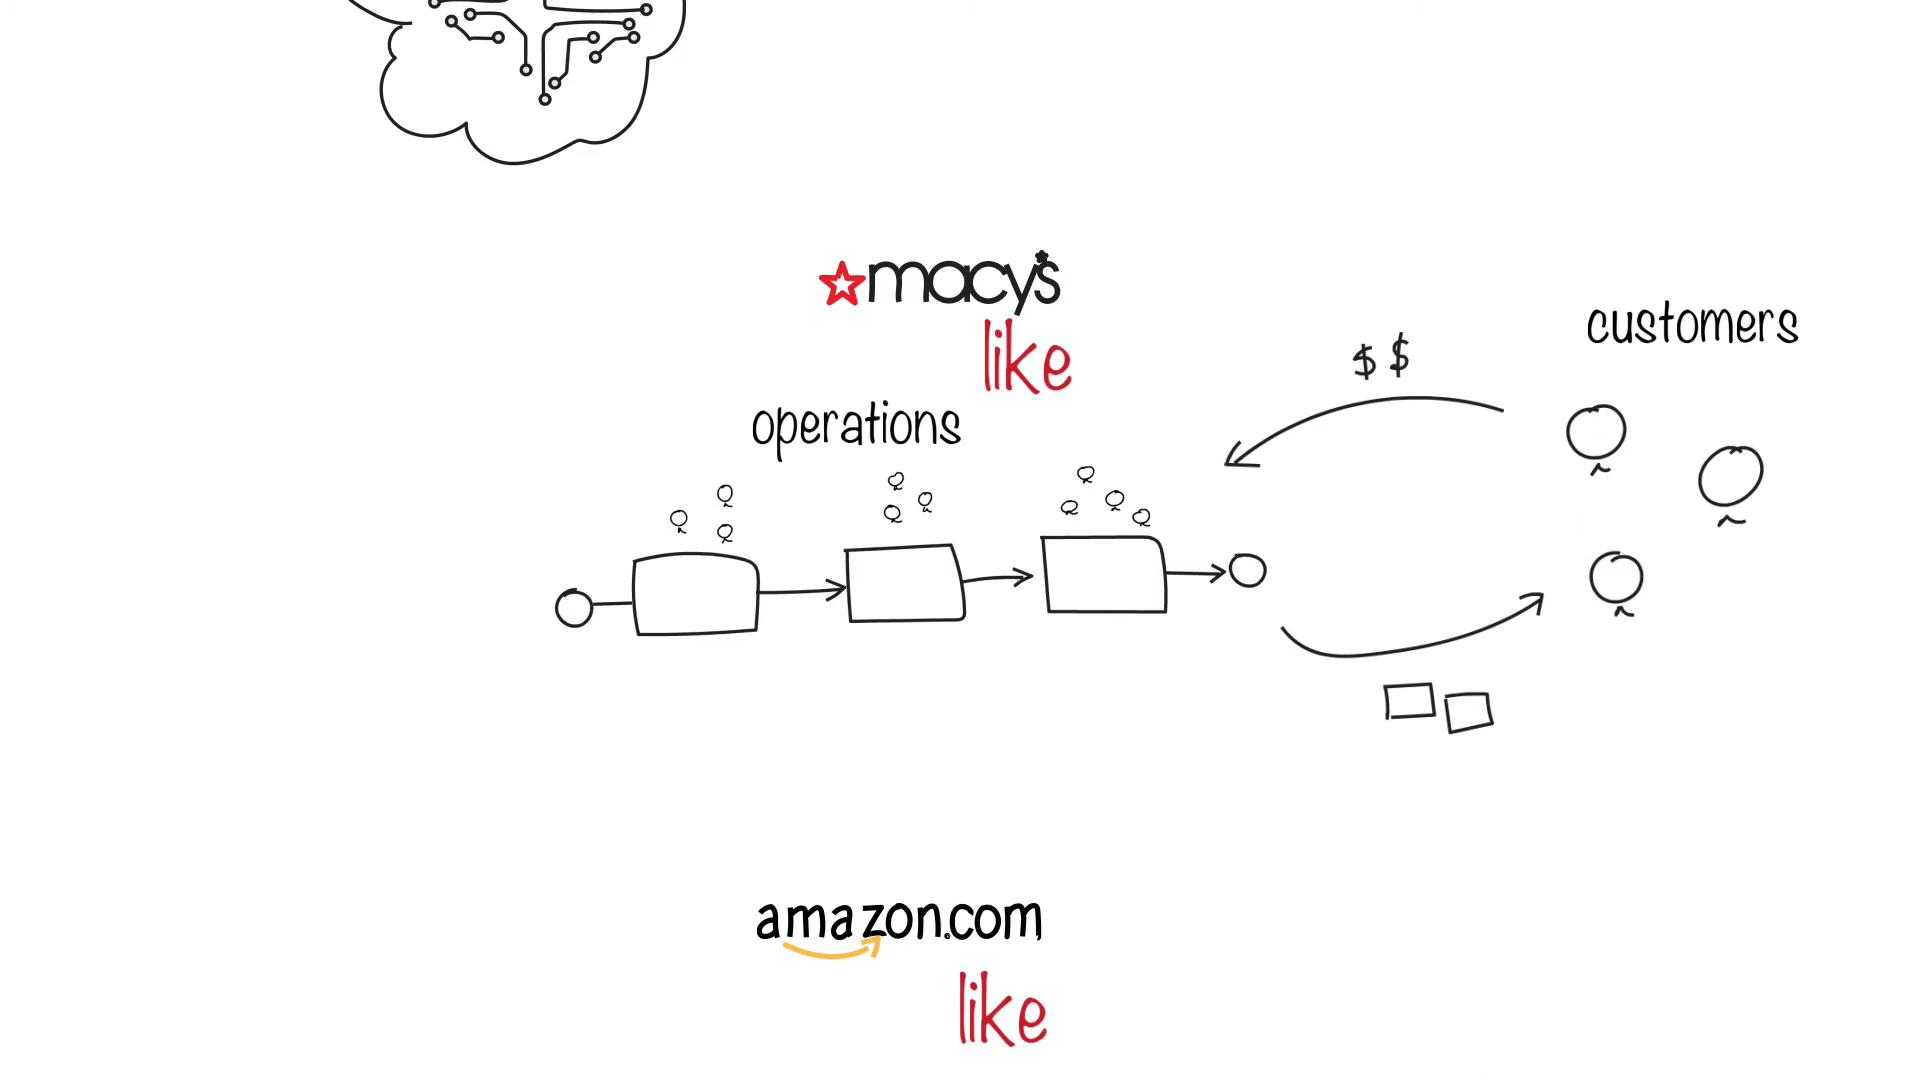 macy's
like
customers
$ $
operations
amazon.com
like